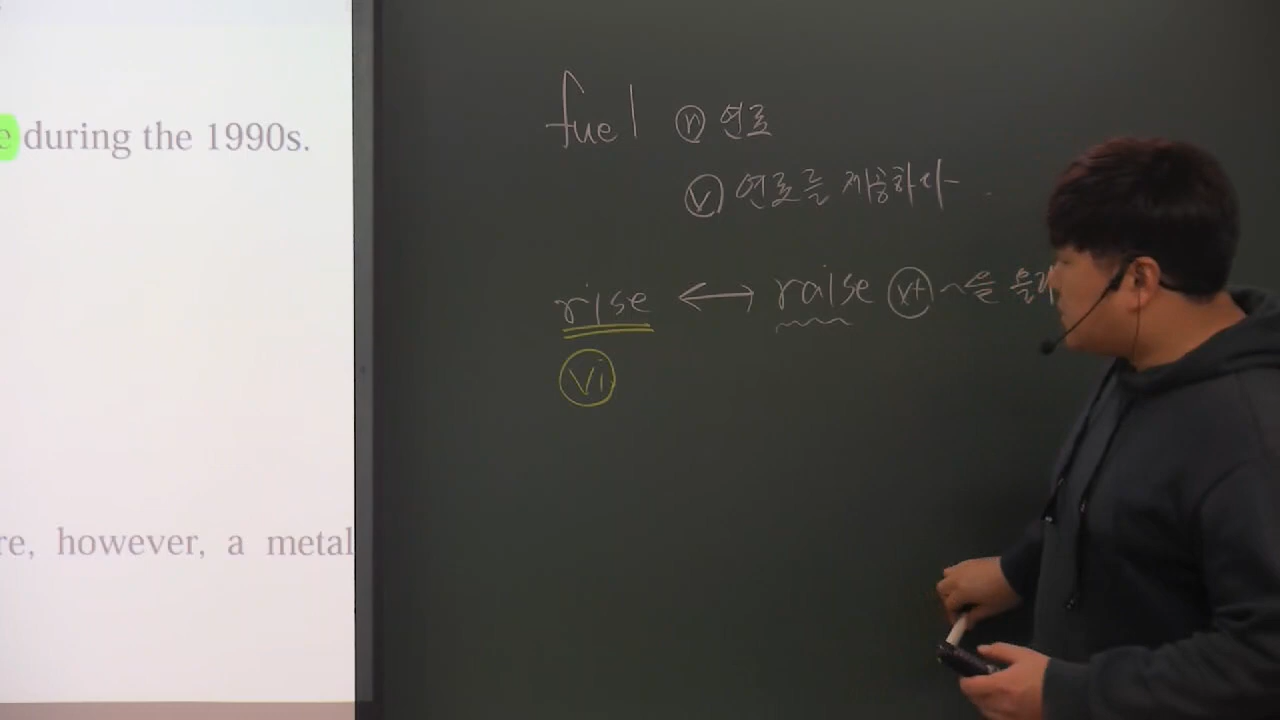 e during the 1990s.
re, however, a metal
fuel ⓝ 연료
ⓥ 연료를 제공하다
rise ↔ raise vt ~을 올
vi